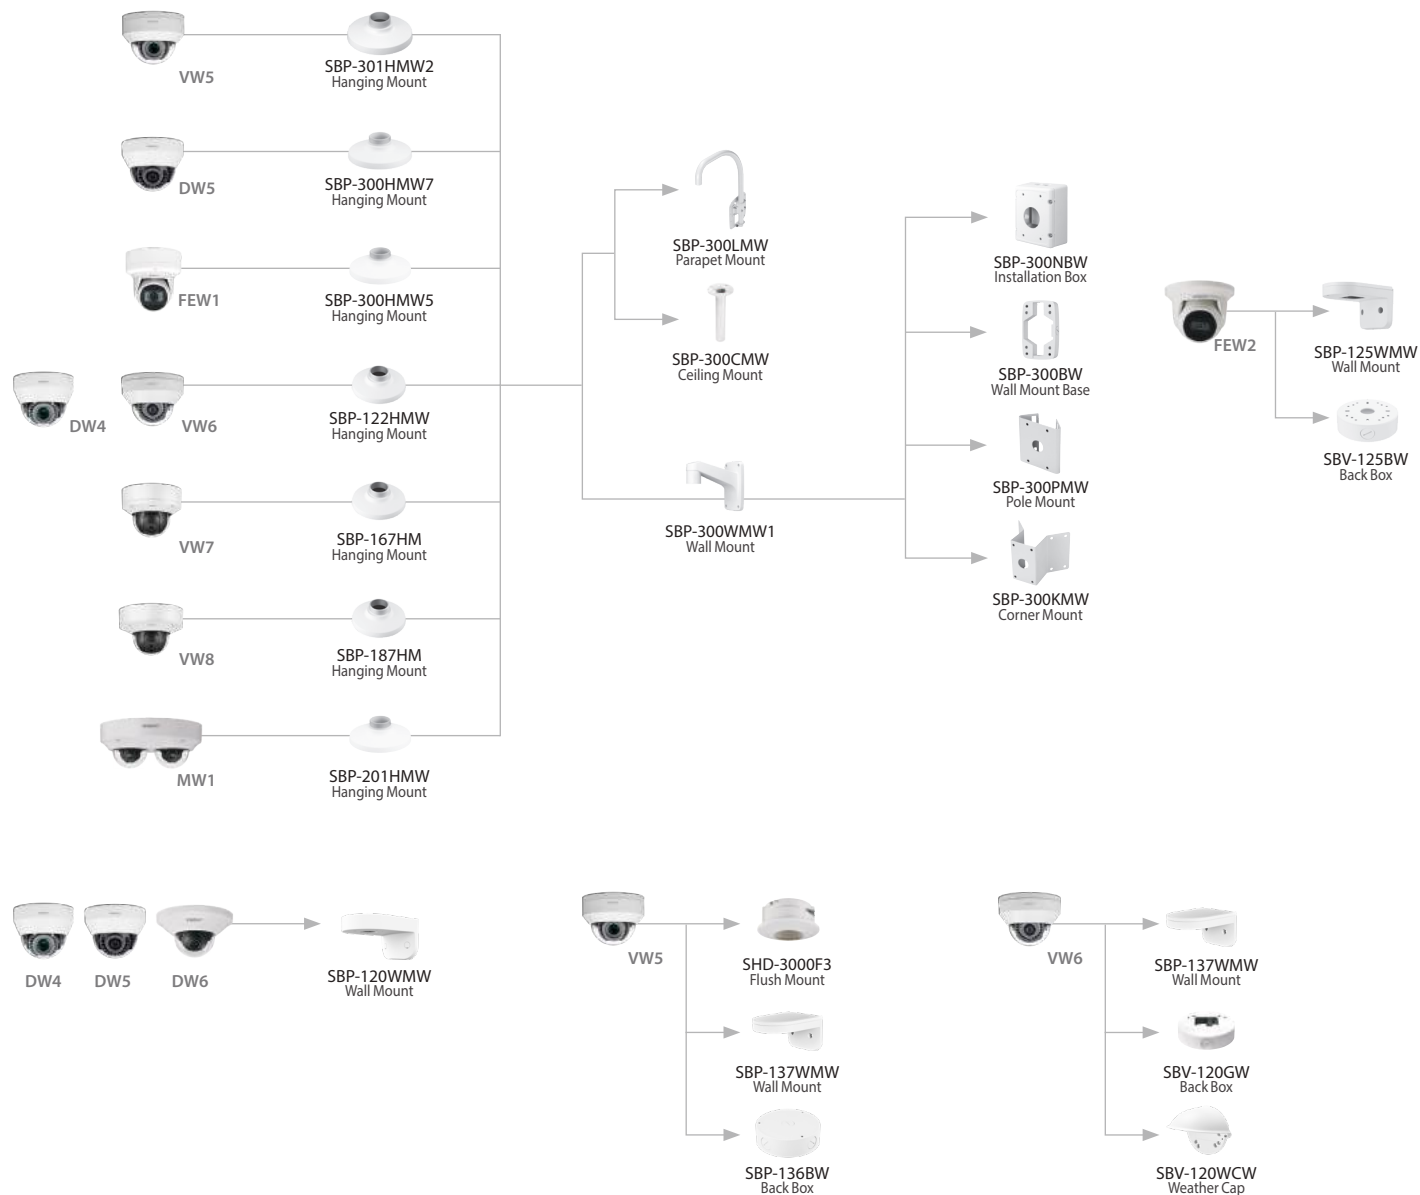 VW5
SBP-301HMW2
Hanging Mount
DW5
SBP-300HMW7
Hanging Mount
FEW1
SBP-300HMW5
Hanging Mount
DW4
VW6
SBP-122HMW
Hanging Mount
VW7
SBP-167HM
Hanging Mount
VW8
SBP-187HM
Hanging Mount
MW1
SBP-201HMW
Hanging Mount
SBP-300LMW
Parapet Mount
SBP-300CMW
Ceiling Mount
SBP-300WMW1
Wall Mount
SBP-300NBW
Installation Box
SBP-300BW
Wall Mount Base
SBP-300PMW
Pole Mount
SBP-300KMW
Corner Mount
FEW2
SBP-125WMW
Wall Mount
SBV-125BW
Back Box
DW4
DW5
DW6
SBP-120WMW
Wall Mount
VW5
SHD-3000F3
Flush Mount
SBP-137WMW
Wall Mount
SBP-136BW
Back Box
VW6
SBP-137WMW
Wall Mount
SBV-120GW
Back Box
SBV-120WCW
Weather Cap